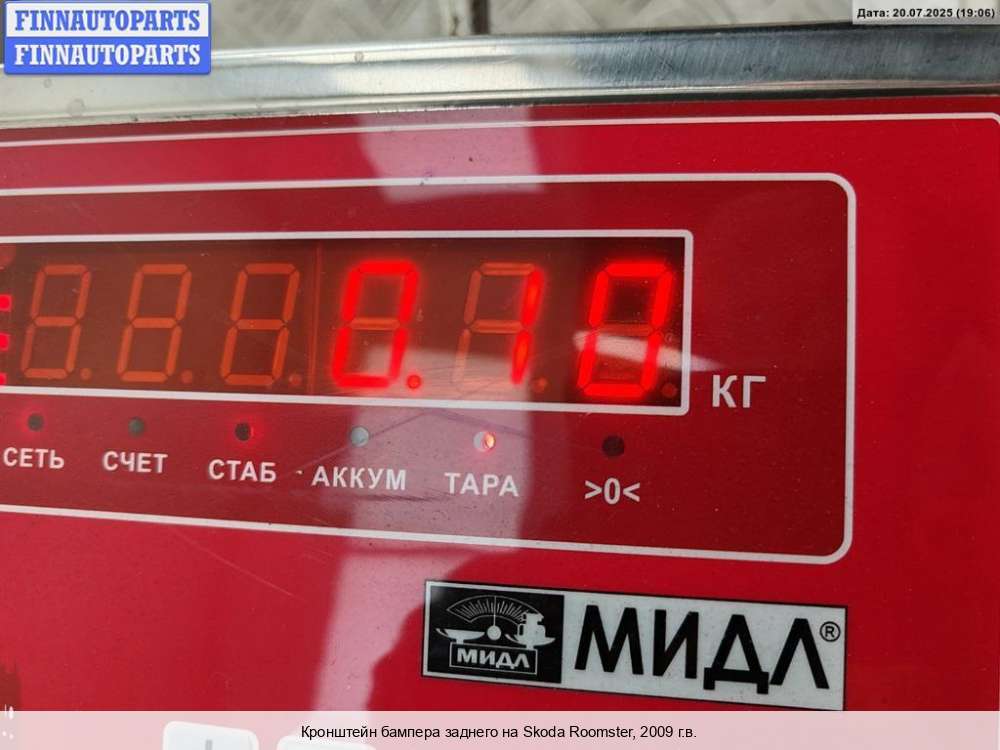 FINNAUTOPARTS
FINNAUTOPARTS
Дата: 20.07.2025 (19:06)
0.10
КГ
СЕТЬ СЧЕТ СТАБ АККУМ ТАРА >0<
МИДЛ
МИДЛ®
Кронштейн бампера заднего на Skoda Roomster, 2009 г.в.